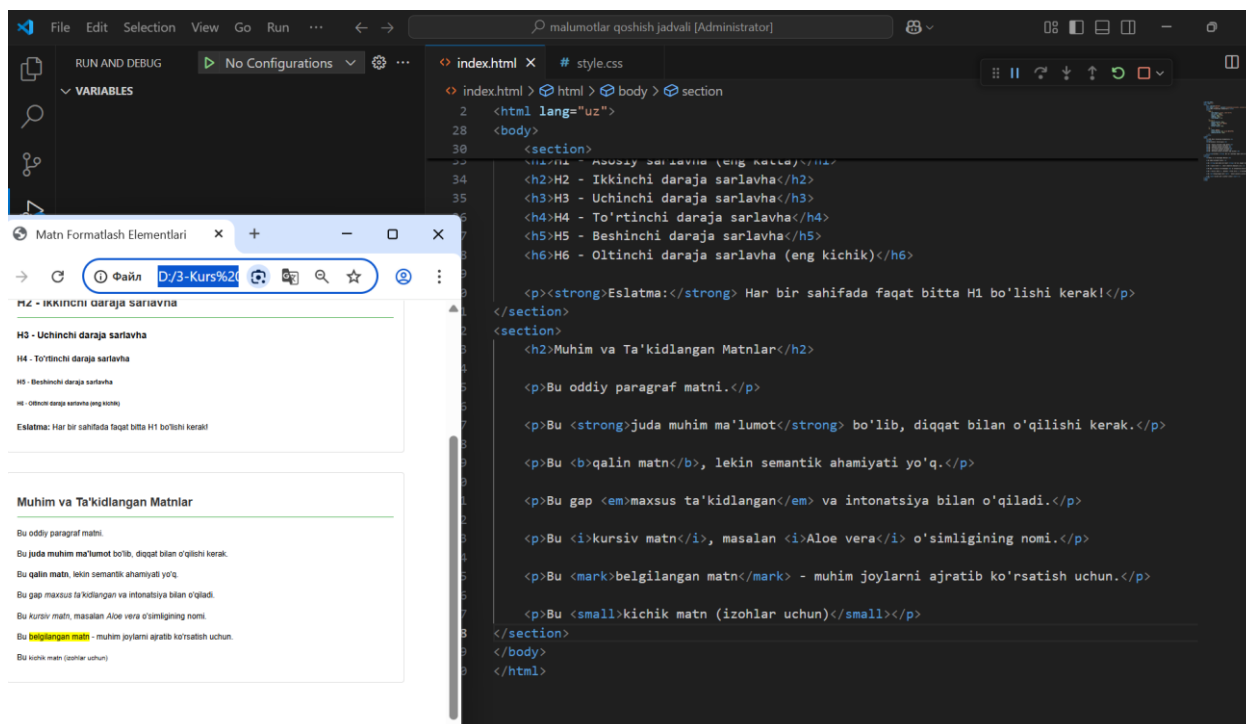 File Edit Selection View Go Run ··· malumotlar qoshish jadvali [Administrator]
RUN AND DEBUG No Configurations ···
VARIABLES
index.html # style.css
index.html > html > body > section
2 <html lang="uz">
28 <body>
30 <section>
<h1>H1 - Asosiy sarlavha (eng katta)</h1>
34 <h2>H2 - Ikkinchi daraja sarlavha</h2>
35 <h3>H3 - Uchinchi daraja sarlavha</h3>
<h4>H4 - To'rtinchi daraja sarlavha</h4>
<h5>H5 - Beshinchi daraja sarlavha</h5>
<h6>H6 - Oltinchi daraja sarlavha (eng kichik)</h6>
<p><strong>Eslatma:</strong> Har bir sahifada faqat bitta H1 bo'lishi kerak!</p>
</section>
<section>
<h2>Muhim va Ta'kidlangan Matnlar</h2>
<p>Bu oddiy paragraf matni.</p>
<p>Bu <strong>juda muhim ma'lumot</strong> bo'lib, diqqat bilan o'qilishi kerak.</p>
<p>Bu <b>qalin matn</b>, lekin semantik ahamiyati yo'q.</p>
<p>Bu gap <em>maxsus ta'kidlangan</em> va intonatsiya bilan o'qiladi.</p>
<p>Bu <i>kursiv matn</i>, masalan <i>Aloe vera</i> o'simligining nomi.</p>
<p>Bu <mark>belgilangan matn</mark> - muhim joylarni ajratib ko'rsatish uchun.</p>
<p>Bu <small>kichik matn (izohlar uchun)</small></p>
</section>
</body>
</html>
Matn Formatlash Elementlari
Файл D:/3-Kurs%20
H2 - Ikkinchi daraja sarlavha
H3 - Uchinchi daraja sarlavha
H4 - To'rtinchi daraja sarlavha
H5 - Beshinchi daraja sarlavha
H6 - Oltinchi daraja sarlavha (eng kichik)
Eslatma: Har bir sahifada faqat bitta H1 bo'lishi kerak!
Muhim va Ta'kidlangan Matnlar
Bu oddiy paragraf matni.
Bu juda muhim ma'lumot bo'lib, diqqat bilan o'qilishi kerak.
Bu qalin matn, lekin semantik ahamiyati yo'q.
Bu gap maxsus ta'kidlangan va intonatsiya bilan o'qiladi.
Bu kursiv matn, masalan Aloe vera o'simligining nomi.
Bu belgilangan matn - muhim joylarni ajratib ko'rsatish uchun.
Bu kichik matn (izohlar uchun)